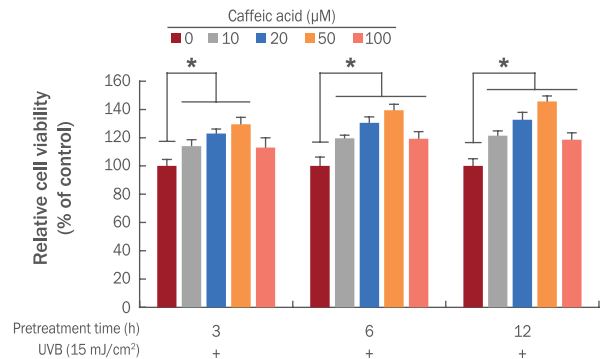 Caffeic acid (μM)
0 10 20 50 100
* * *
160
140
120
100
80
60
40
20
0
Relative cell viability
(% of control)
Pretreatment time (h) 3 6 12
UVB (15 mJ/cm²) + + +